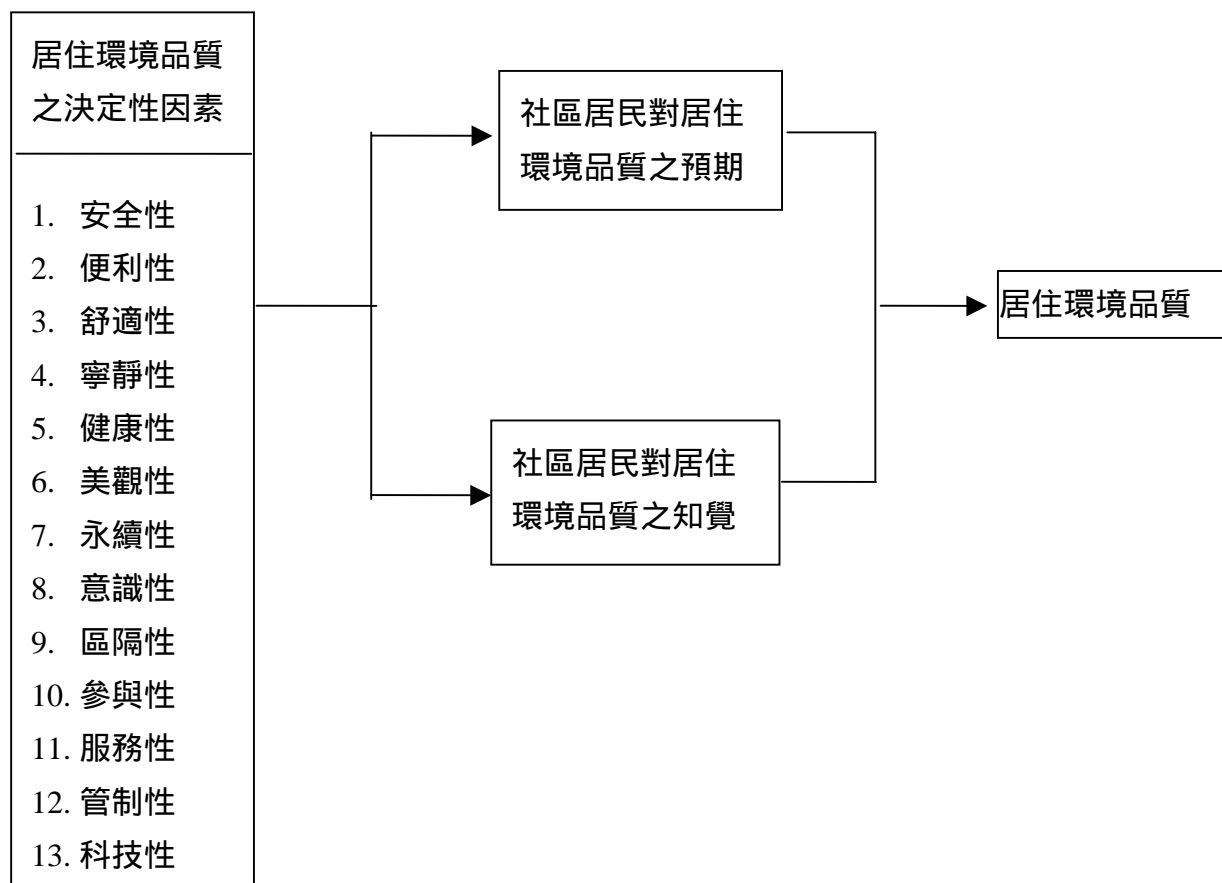 居住環境品質
之決定性因素
1. 安全性
2. 便利性
3. 舒適性
4. 寧靜性
5. 健康性
6. 美觀性
7. 永續性
8. 意識性
9. 區隔性
10. 參與性
11. 服務性
12. 管制性
13. 科技性
社區居民對居住
環境品質之預期
社區居民對居住
環境品質之知覺
居住環境品質